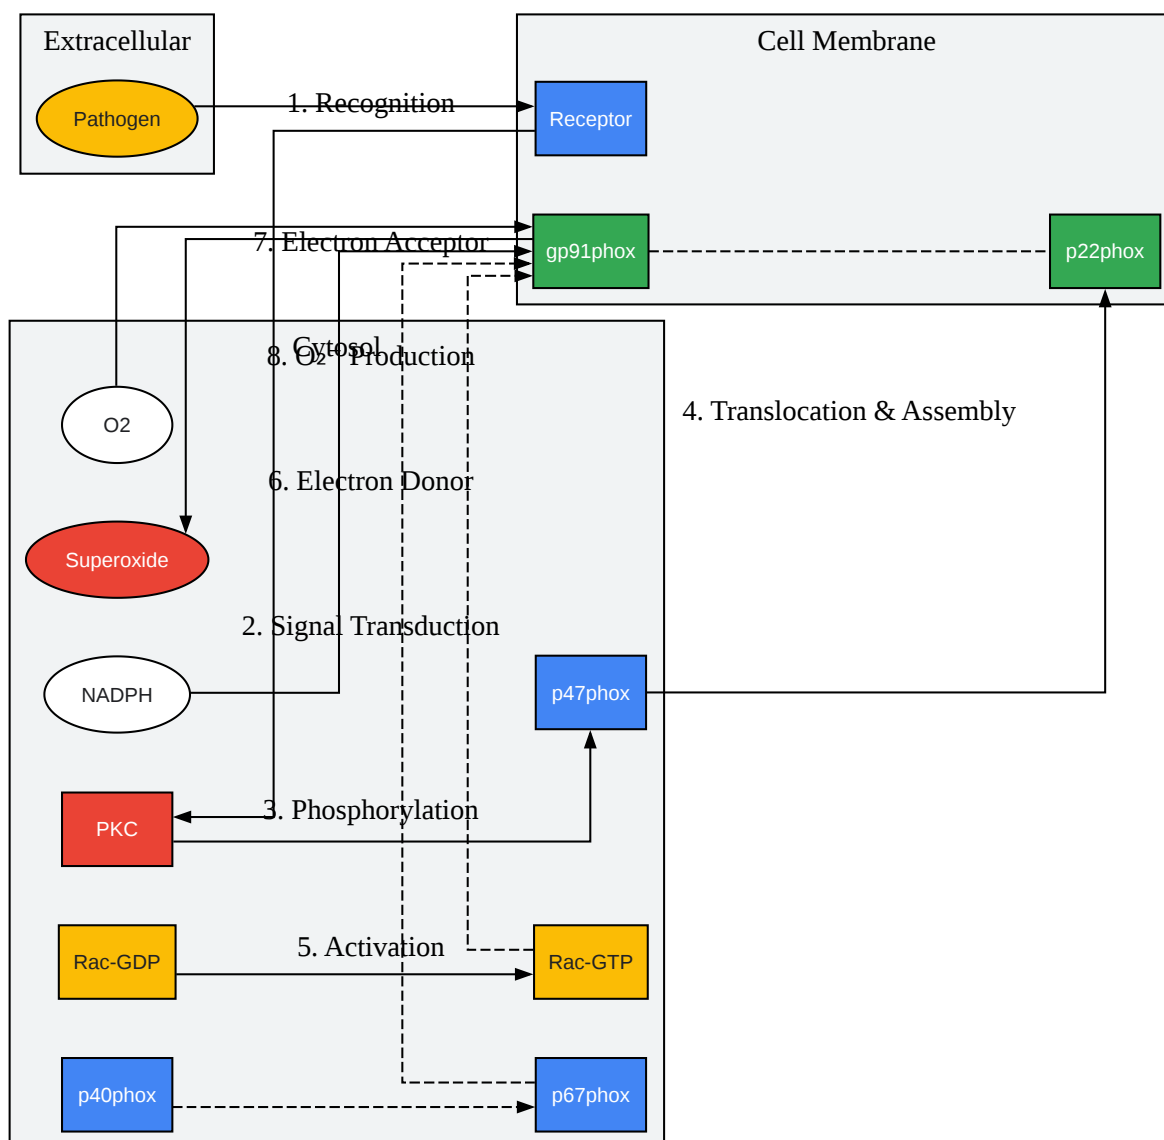 Extracellular
Cell Membrane
Pathogen
1. Recognition
Receptor
7. Electron Acceptor
gp91phox
p22phox
Cytosol
8. O₂⁻ Production
O2
4. Translocation & Assembly
6. Electron Donor
Superoxide
2. Signal Transduction
NADPH
p47phox
PKC
3. Phosphorylation
Rac-GDP
5. Activation
Rac-GTP
p40phox
p67phox